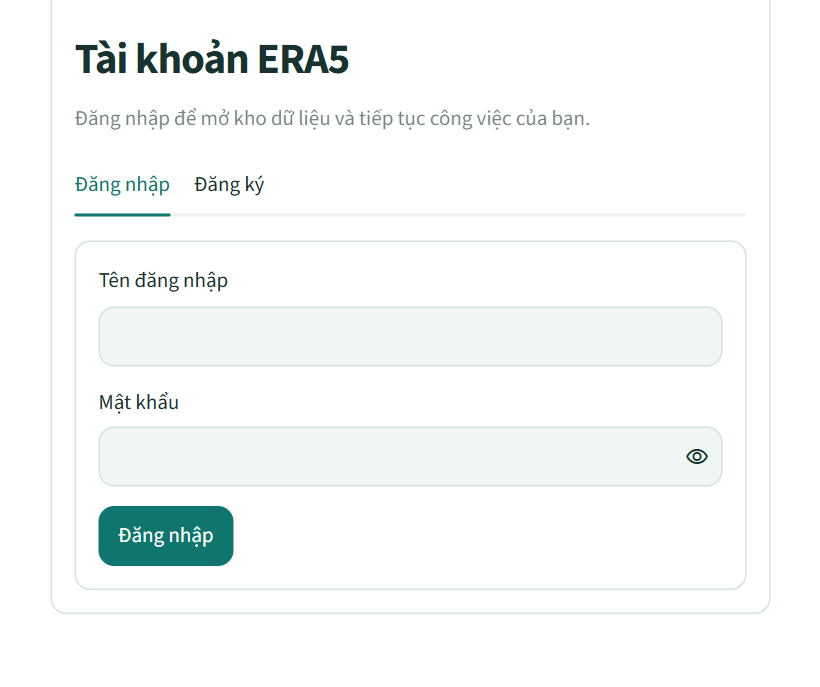 Tài khoản ERA5
Đăng nhập để mở kho dữ liệu và tiếp tục công việc của bạn.
Đăng nhập Đăng ký
Tên đăng nhập
Mật khẩu
Đăng nhập